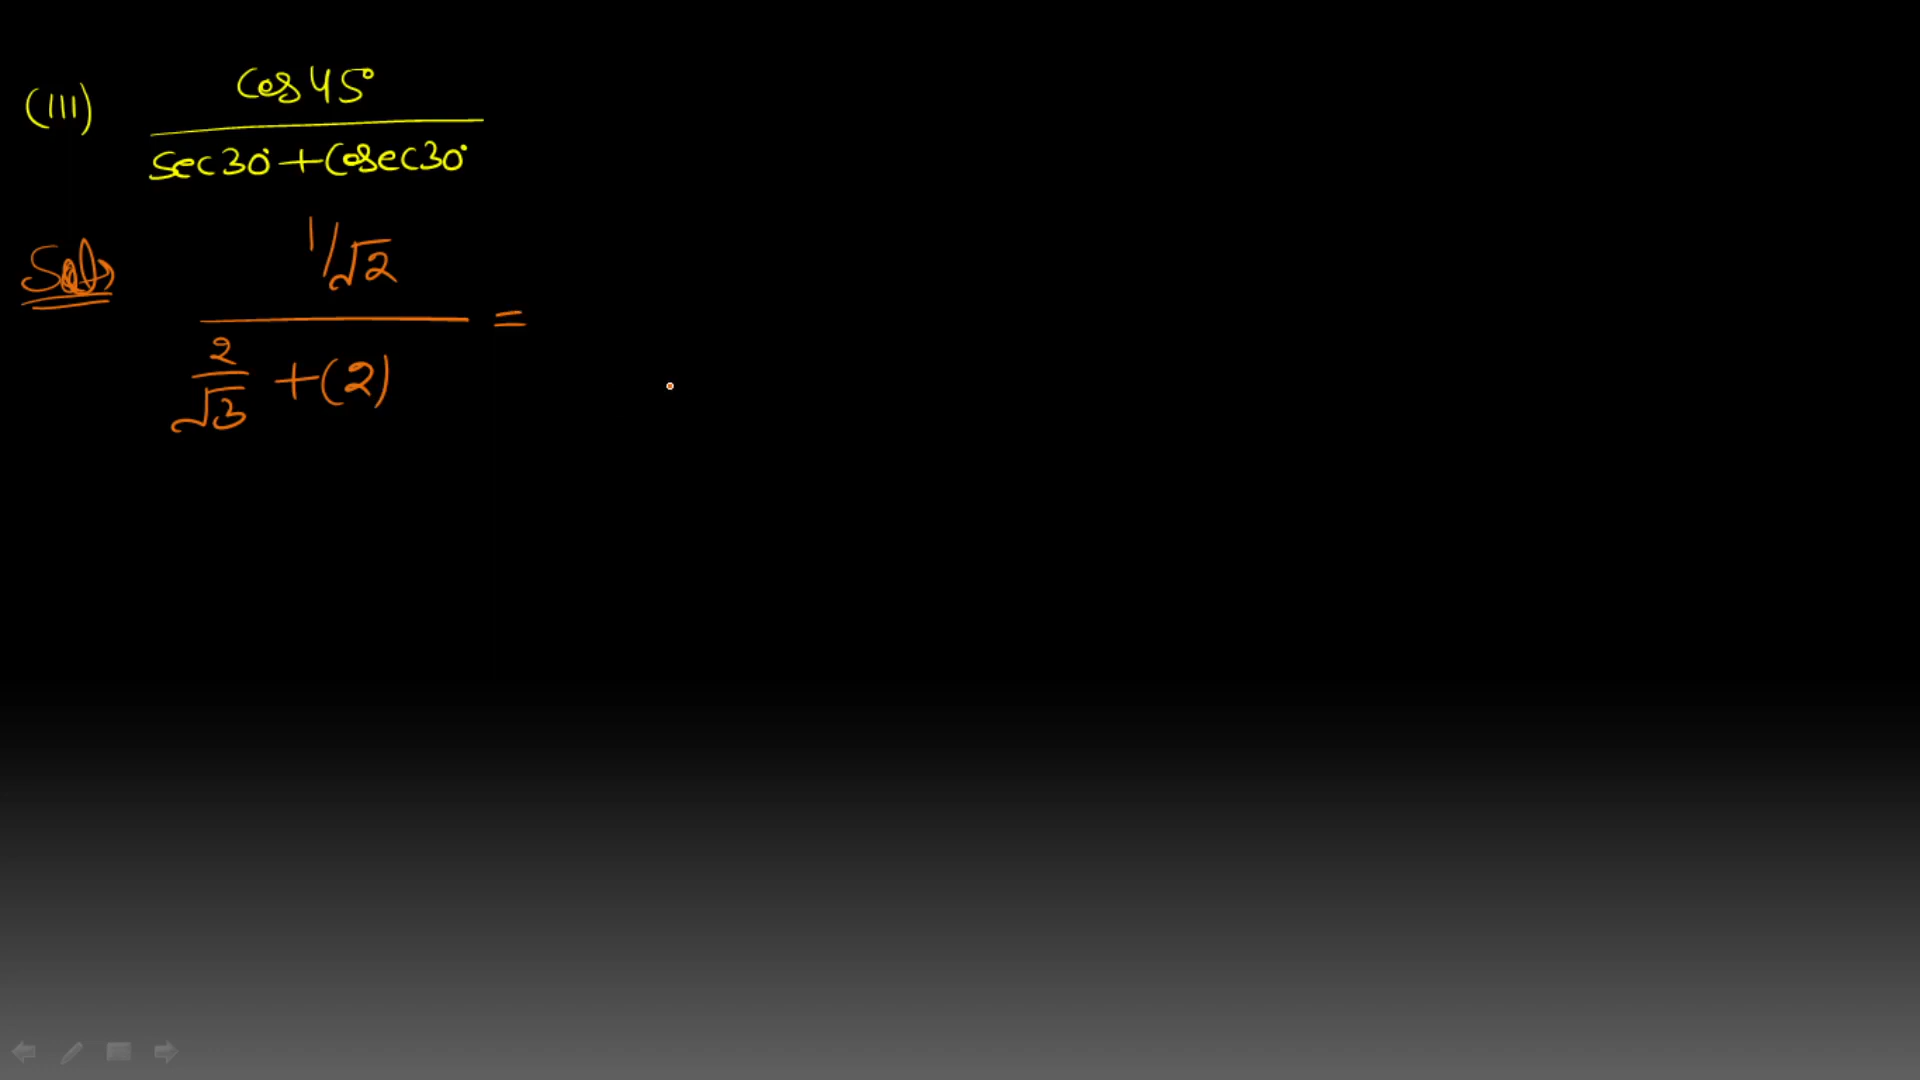 (III) cos 45°
sec 30° + cosec 30°
Sol>
1/√2
2/√3 + (2) =